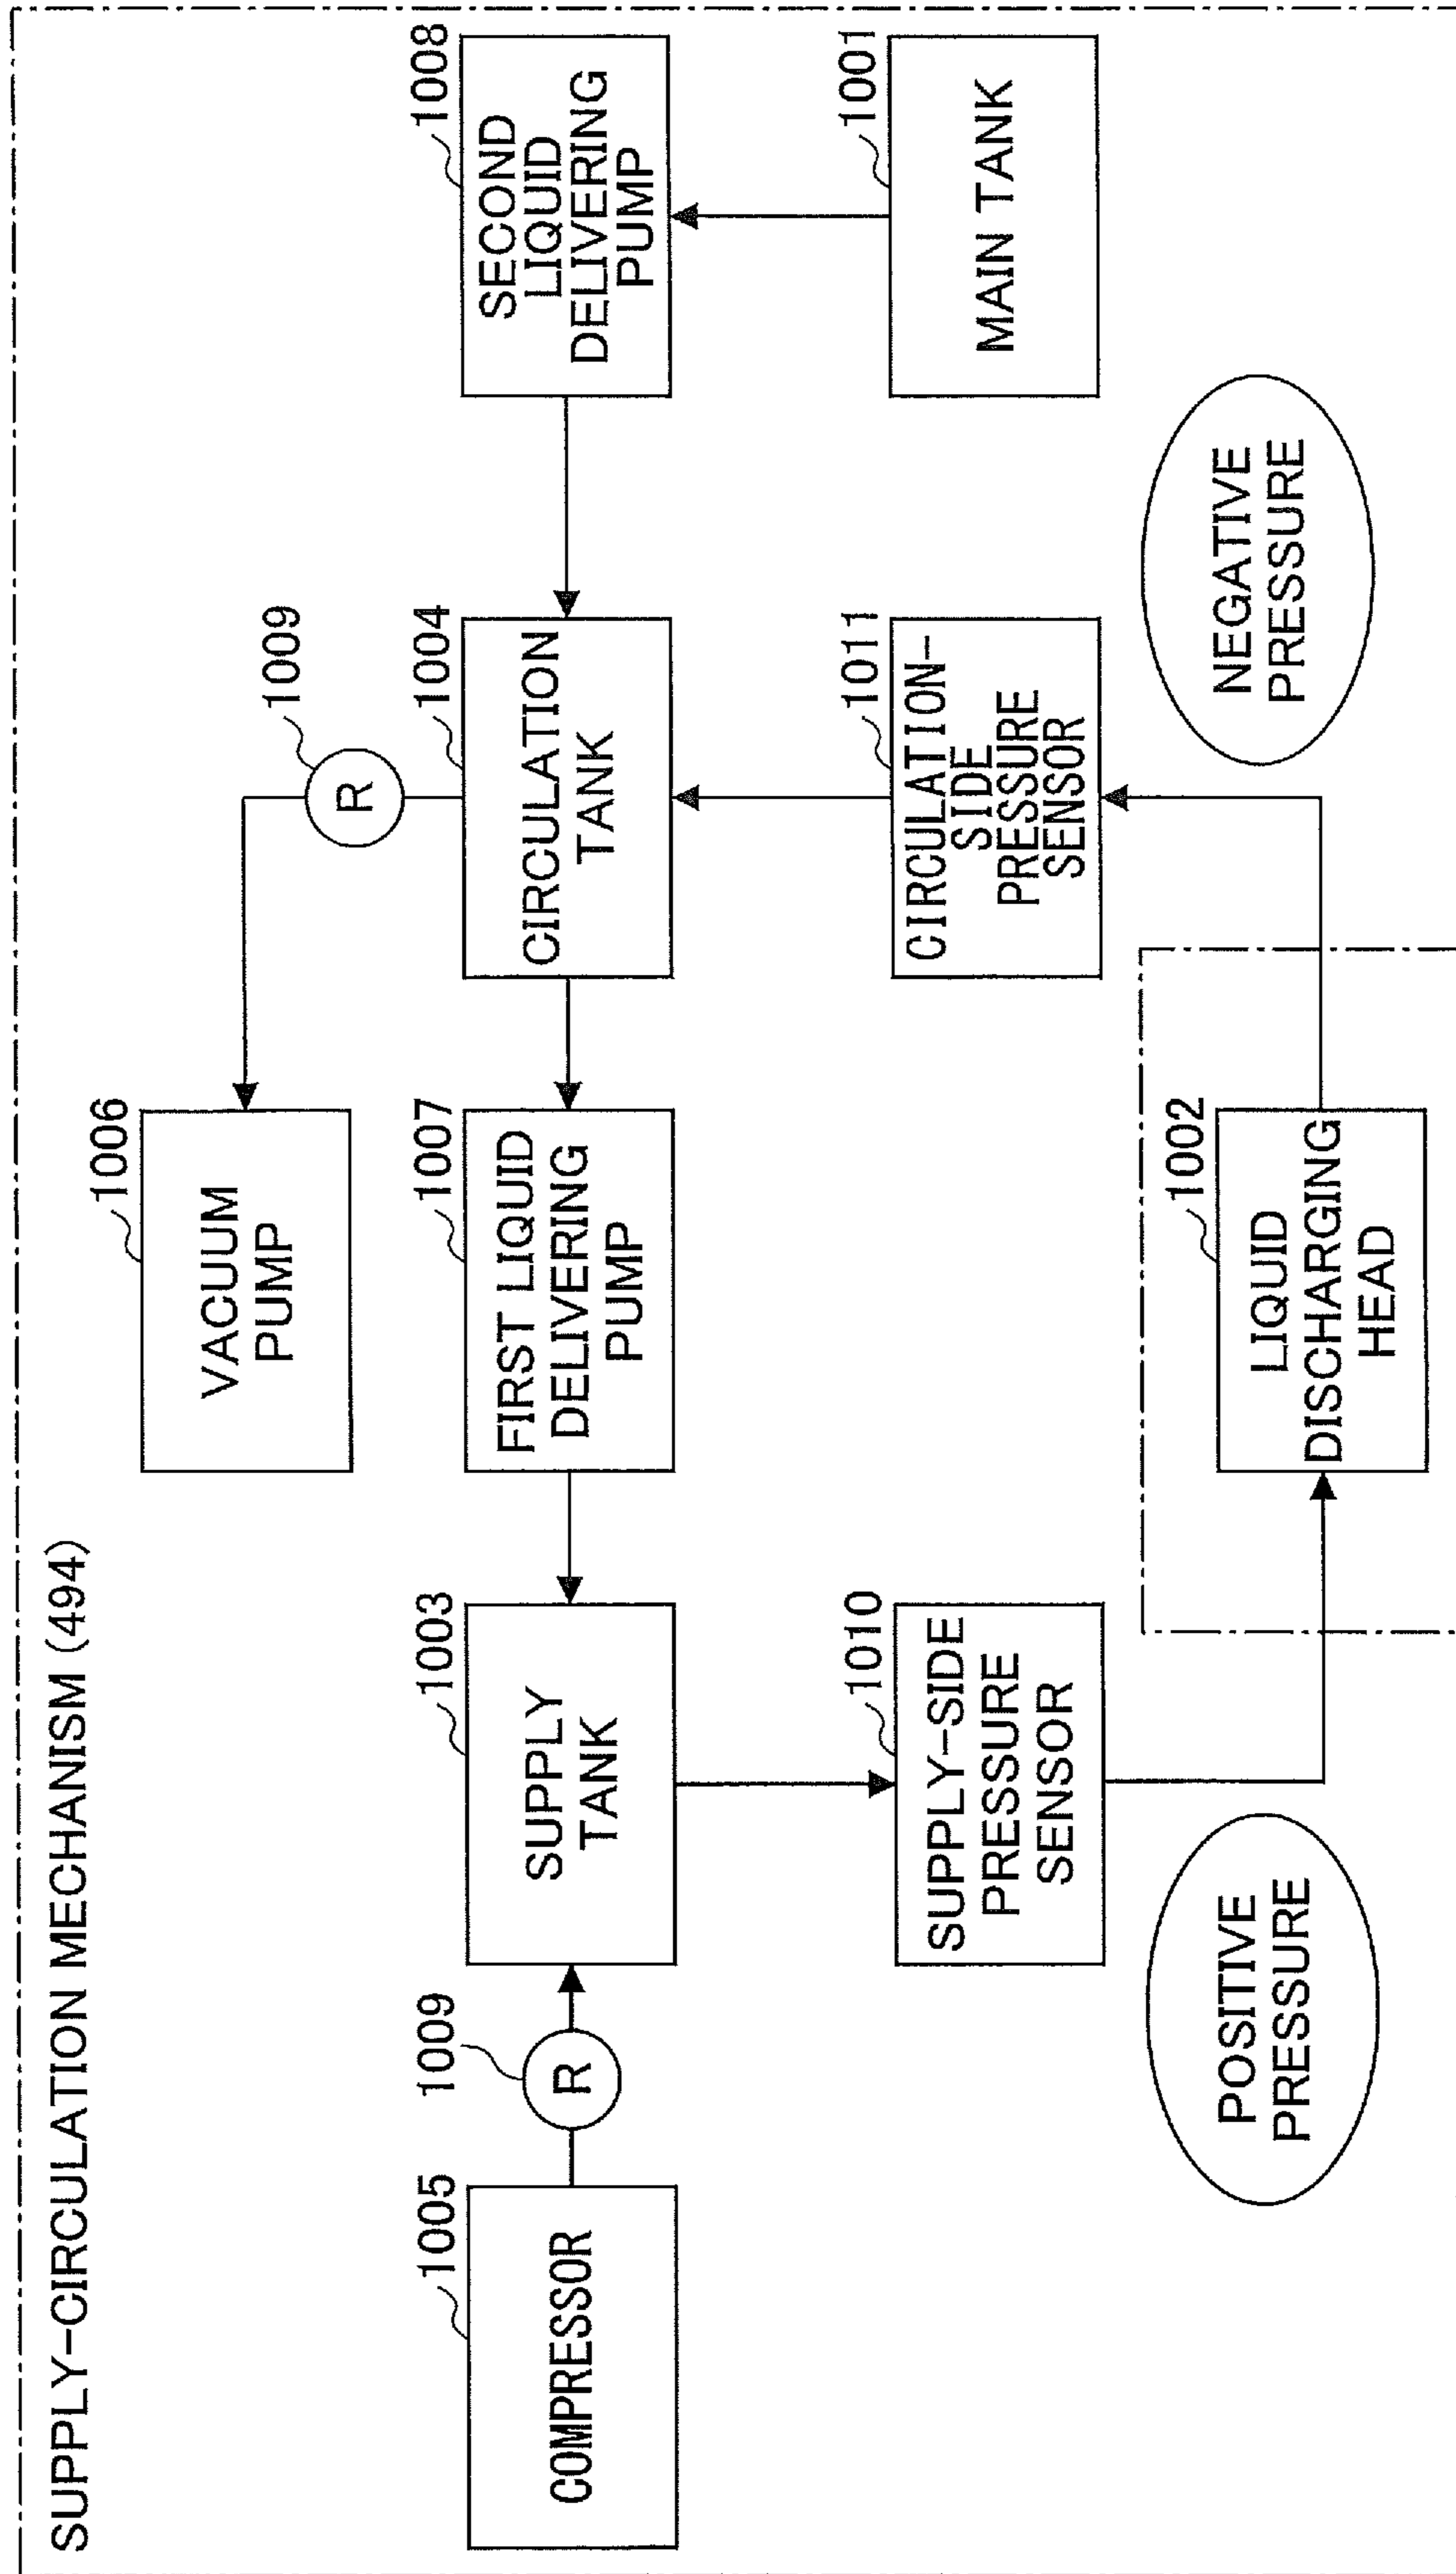 SUPPLY-CIRCULATION MECHANISM (494)
1006
VACUUM
PUMP
1009
R
1005
COMPRESSOR
1009
R
1003
SUPPLY
TANK
1007
FIRST LIQUID
DELIVERING
PUMP
1004
CIRCULATION
TANK
1008
SECOND
LIQUID
DELIVERING
PUMP
1010
SUPPLY-SIDE
PRESSURE
SENSOR
1011
CIRCULATION-
SIDE
PRESSURE
SENSOR
1001
MAIN TANK
POSITIVE
PRESSURE
1002
LIQUID
DISCHARGING
HEAD
NEGATIVE
PRESSURE